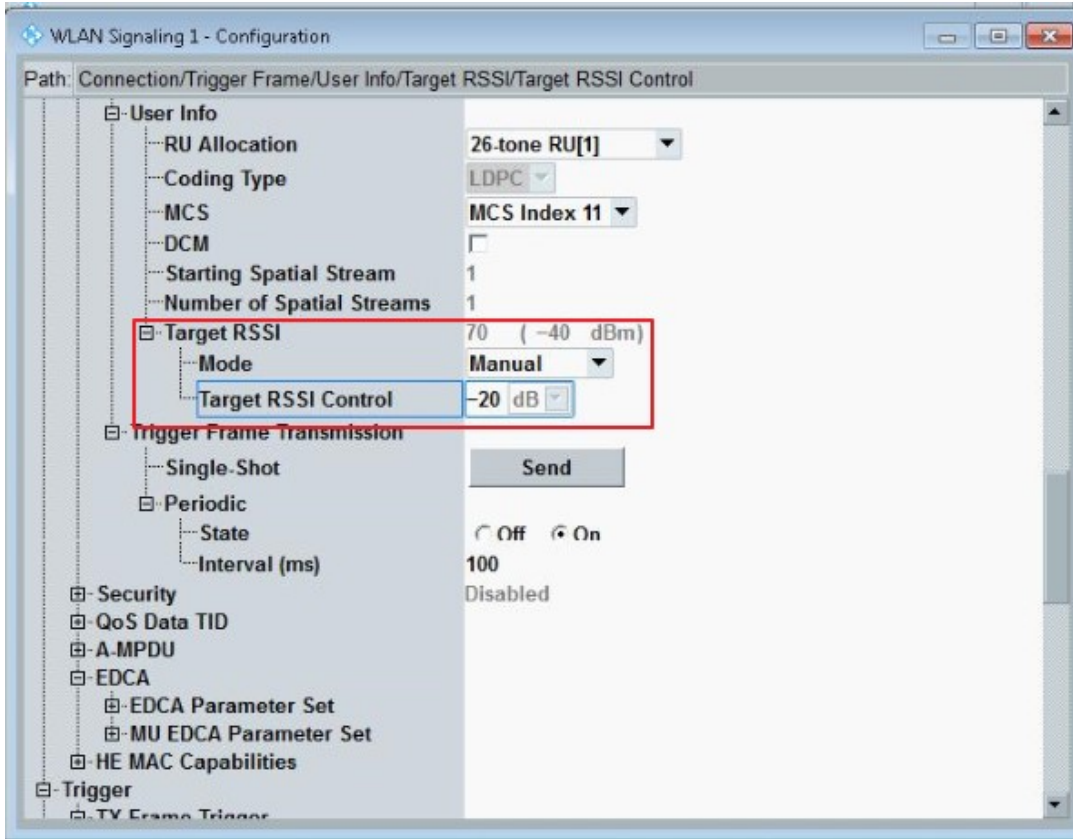 WLAN Signaling 1 - Configuration
Path: Connection/Trigger Frame/User Info/Target RSSI/Target RSSI Control
User Info
RU Allocation 26-tone RU[1]
Coding Type LDPC
MCS MCS Index 11
DCM
Starting Spatial Stream 1
Number of Spatial Streams 1
Target RSSI 70 ( −40 dBm)
Mode Manual
Target RSSI Control −20 dB
Trigger Frame Transmission
Single-Shot Send
Periodic
State Off On
Interval (ms) 100
Security Disabled
QoS Data TID
A-MPDU
EDCA
EDCA Parameter Set
MU EDCA Parameter Set
HE MAC Capabilities
Trigger
TX Frame Trigger